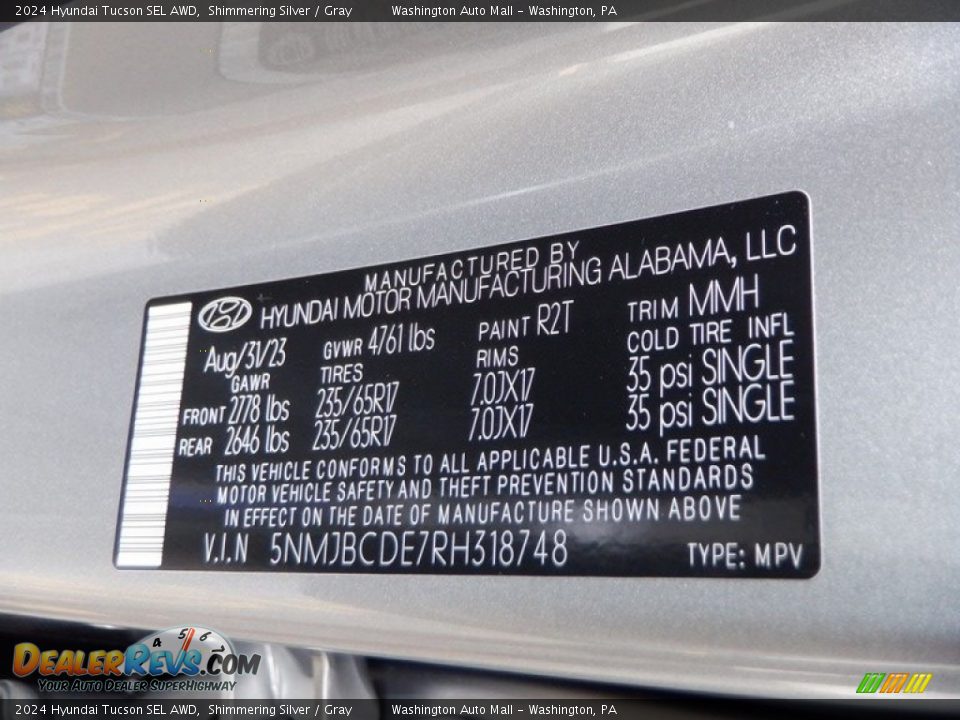 2024 Hyundai Tucson SEL AWD, Shimmering Silver / Gray Washington Auto Mall - Washington, PA
MANUFACTURED BY
HYUNDAI MOTOR MANUFACTURING ALABAMA, LLC
Aug/31/23 GVWR 4761 lbs PAINT R2T TRIM MMH
GAWR TIRES RIMS COLD TIRE INFL
FRONT 2778 lbs 235/65R17 7.0JX17 35 psi SINGLE
REAR 2646 lbs 235/65R17 7.0JX17 35 psi SINGLE
THIS VEHICLE CONFORMS TO ALL APPLICABLE U.S.A. FEDERAL
MOTOR VEHICLE SAFETY AND THEFT PREVENTION STANDARDS
IN EFFECT ON THE DATE OF MANUFACTURE SHOWN ABOVE
V.I.N 5NMJBCDE7RH318748 TYPE: MPV
4 5 6
DEALERREVS.COM
YOUR AUTO DEALER SUPERHIGHWAY
2024 Hyundai Tucson SEL AWD, Shimmering Silver / Gray Washington Auto Mall - Washington, PA